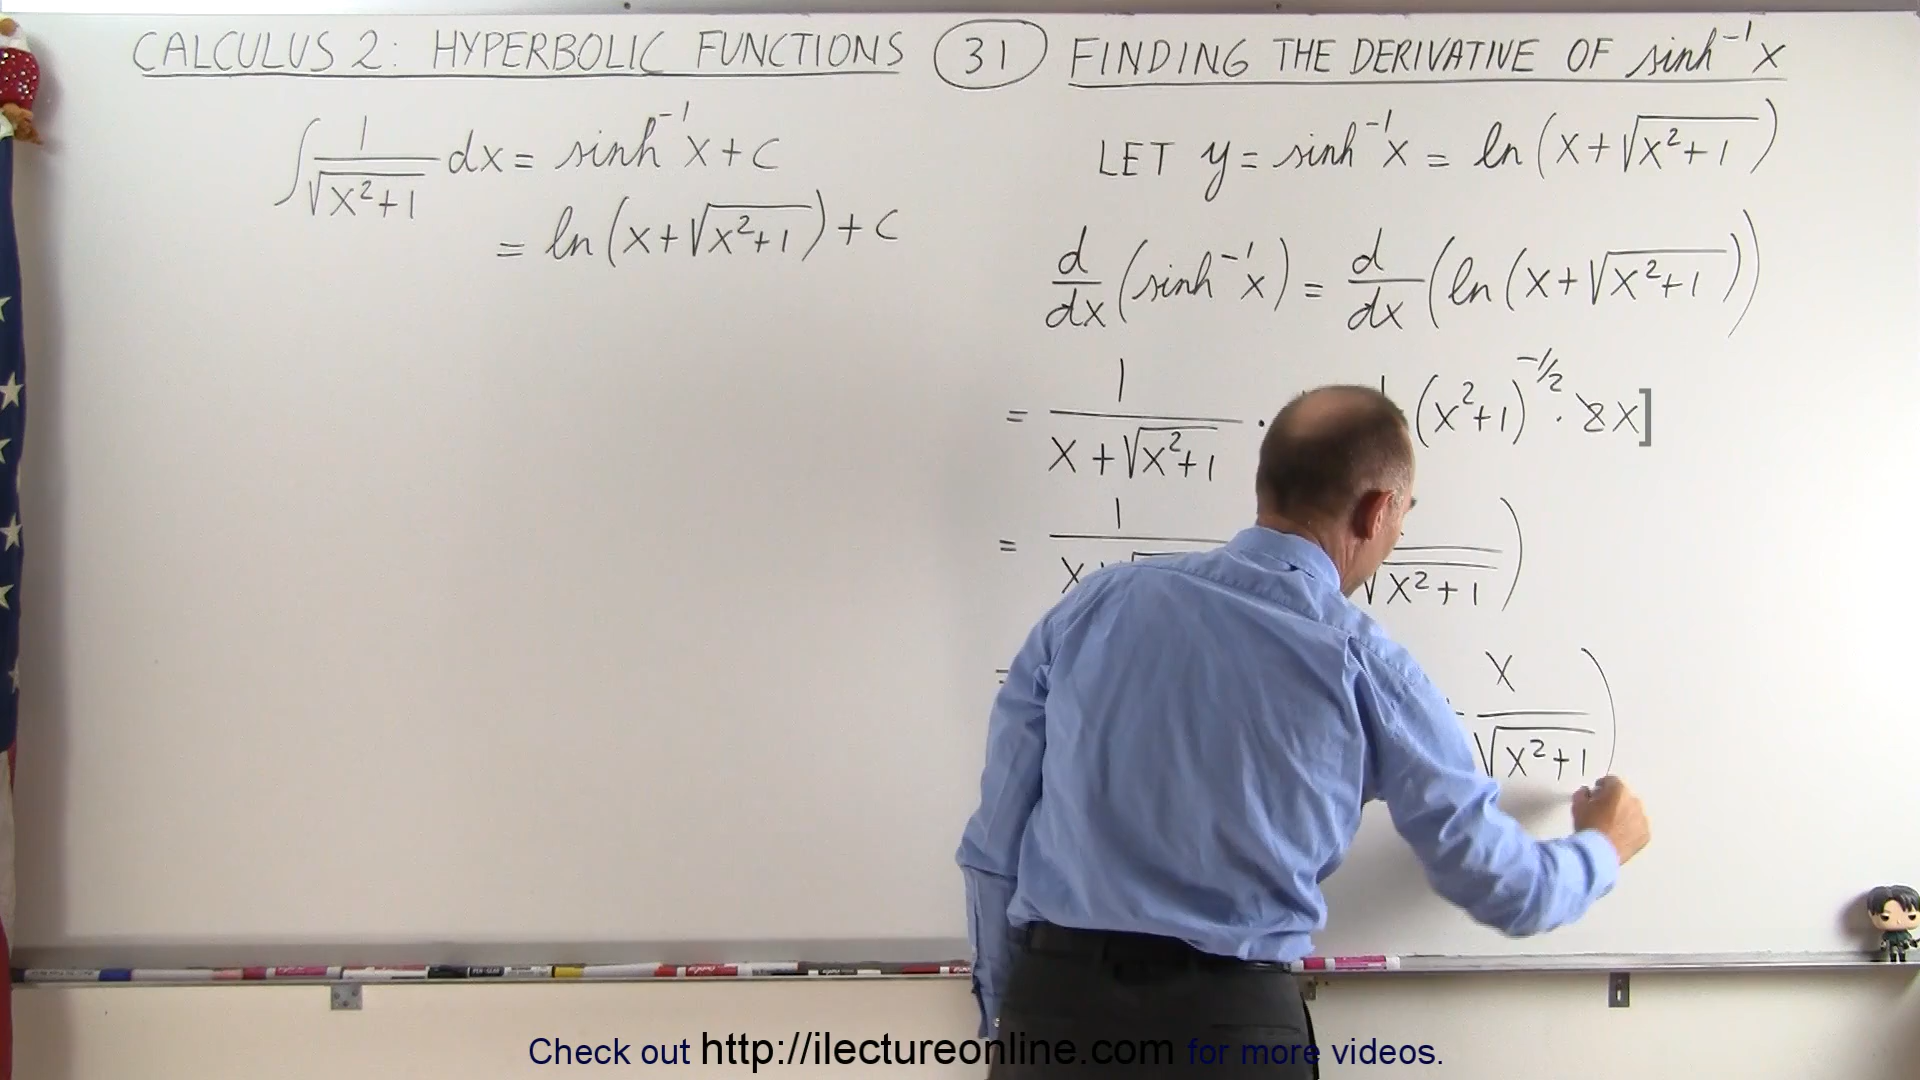 CALCULUS 2: HYPERBOLIC FUNCTIONS (31) FINDING THE DERIVATIVE OF sinh⁻¹x
∫ 1/√(x²+1) dx = sinh⁻¹x + C
= ln(x+√(x²+1)) + C
LET y = sinh⁻¹x = ln(x+√(x²+1))
d/dx (sinh⁻¹x) = d/dx (ln(x+√(x²+1)))
= 1/(x+√(x²+1)) · (x²+1)^(-1/2) · 2x]
= 1/ x √(x²+1))
= x/√(x²+1))
Check out http://ilectureonline.com for more videos.